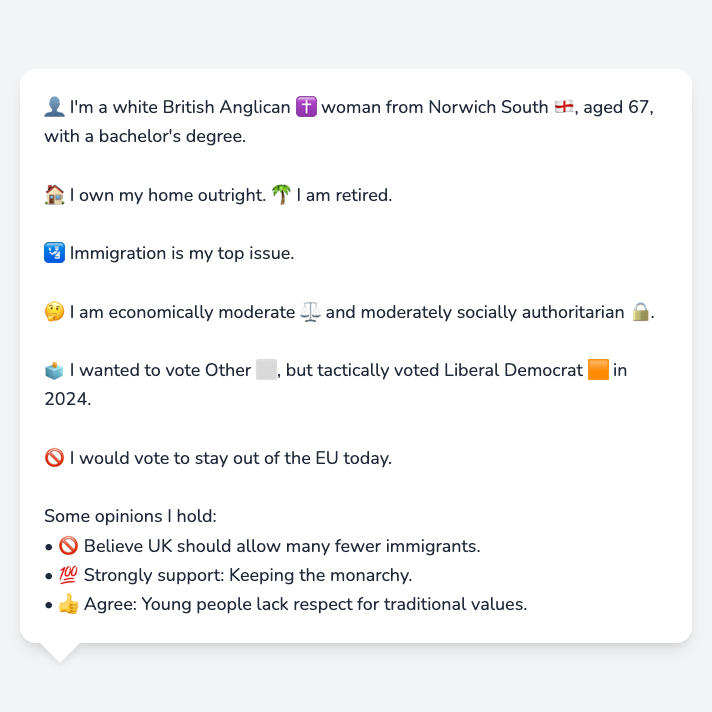 👤 I'm a white British Anglican ✝️ woman from Norwich South 🏴󠁧󠁢󠁥󠁮󠁧󠁿, aged 67,
with a bachelor's degree.
🏠 I own my home outright. 🌴 I am retired.
🛂 Immigration is my top issue.
🤔 I am economically moderate ⚖️ and moderately socially authoritarian 🔒.
🗳️ I wanted to vote Other ⬜, but tactically voted Liberal Democrat 🟧 in
2024.
🚫 I would vote to stay out of the EU today.
Some opinions I hold:
• 🚫 Believe UK should allow many fewer immigrants.
• 💯 Strongly support: Keeping the monarchy.
• 👍 Agree: Young people lack respect for traditional values.